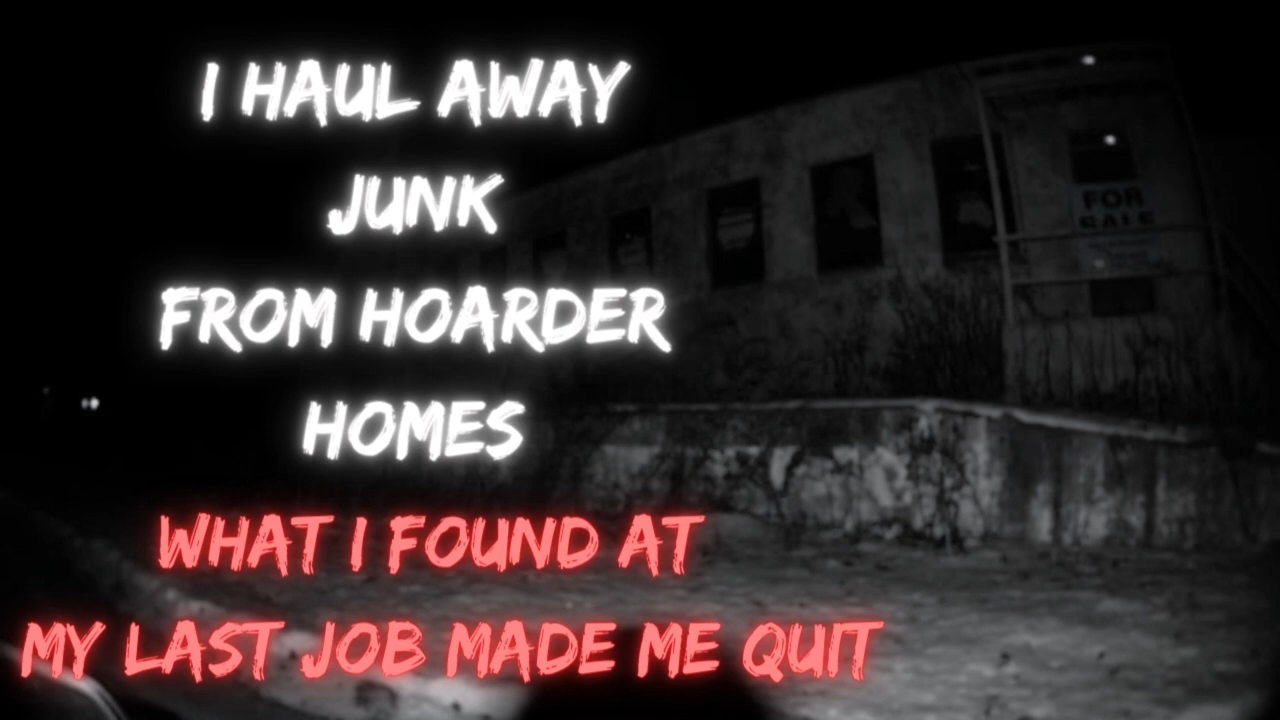 I HAUL AWAY
JUNK
FROM HOARDER
HOMES
WHAT I FOUND AT
MY LAST JOB MADE ME QUIT
FOR
SALE